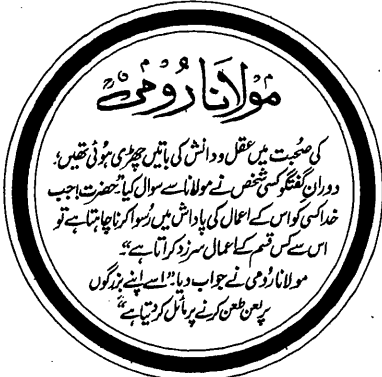 مولانا رومی
کی صحبت میں عقل و دانش کی باتیں چھڑی ہوئی تھیں؛
دوران گفتگو کسی شخص نے مولانا سے سوال کیا "حضرت! جب
خدا کسی کو اس کے اعمال کی پاداش میں رُسوا کرنا چاہتا ہے تو
اس سے کس قسم کے اعمال سرزد کراتا ہے"۔
مولانا رُومی نے جواب دیا۔ "اسے اپنے بزرگوں
پر لعن طعن کرنے پر مائل کر دیتا ہے"